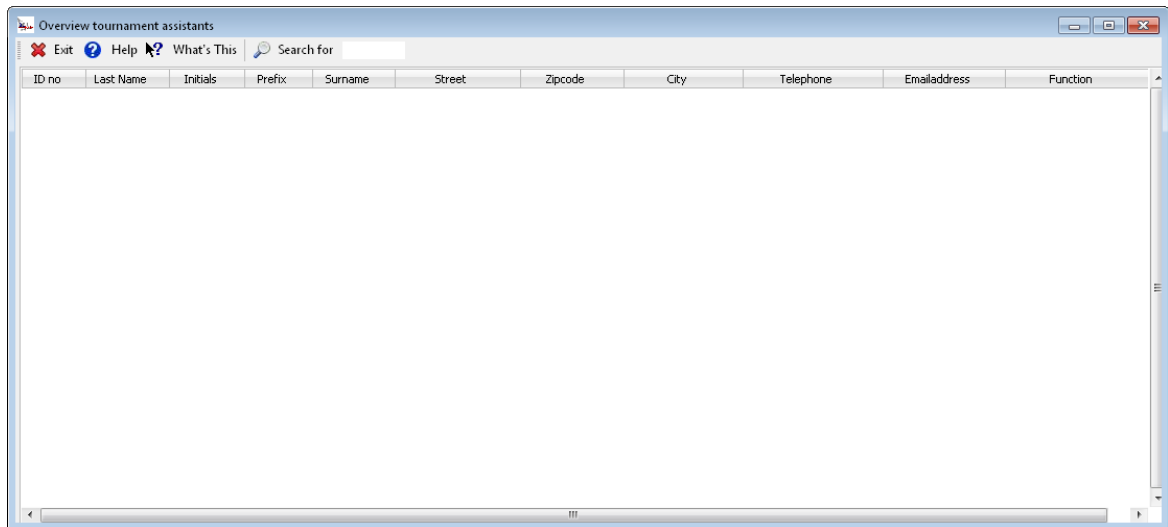 Overview tournament assistants
Exit Help What's This Search for
ID no Last Name Initials Prefix Surname Street Zipcode City Telephone Emailaddress Function